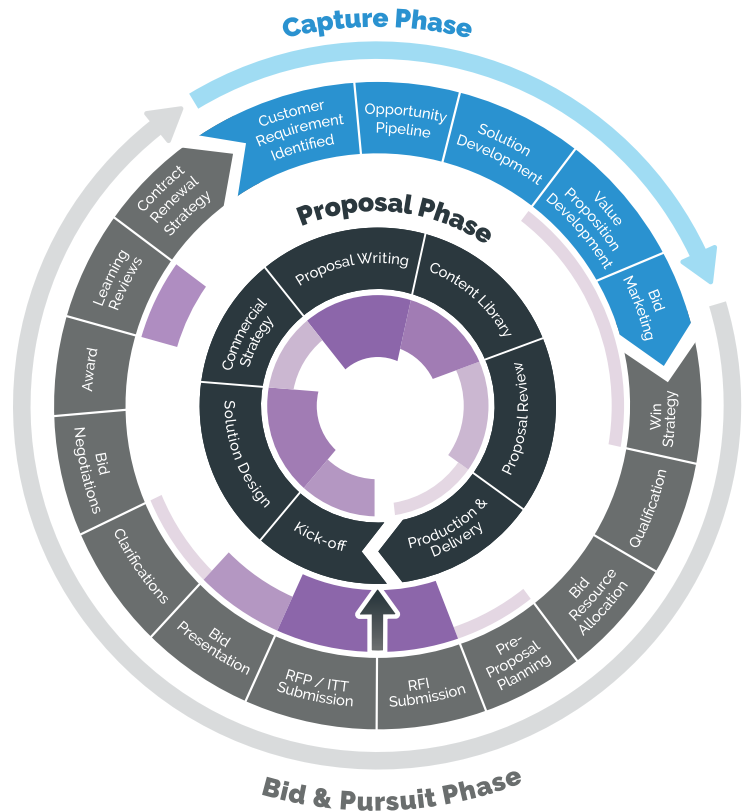 Capture Phase
Customer
Requirement
Identified
Opportunity
Pipeline
Solution
Development
Value
Proposition
Development
Bid
Marketing
Win
Strategy
Qualification
Bid
Resource
Allocation
Pre-
Proposal
Planning
RFI
Submission
RFP / ITT
Submission
Bid
Presentation
Clarifications
Bid
Negotiations
Award
Learning
Reviews
Contract
Renewal
Strategy
Proposal Phase
Proposal Writing
Content Library
Proposal Review
Production &
Delivery
Kick-off
Solution Design
Commercial
Strategy
Bid & Pursuit Phase